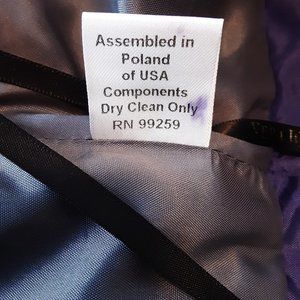 Assembled in
Poland
of USA
Components
Dry Clean Only
RN 99259